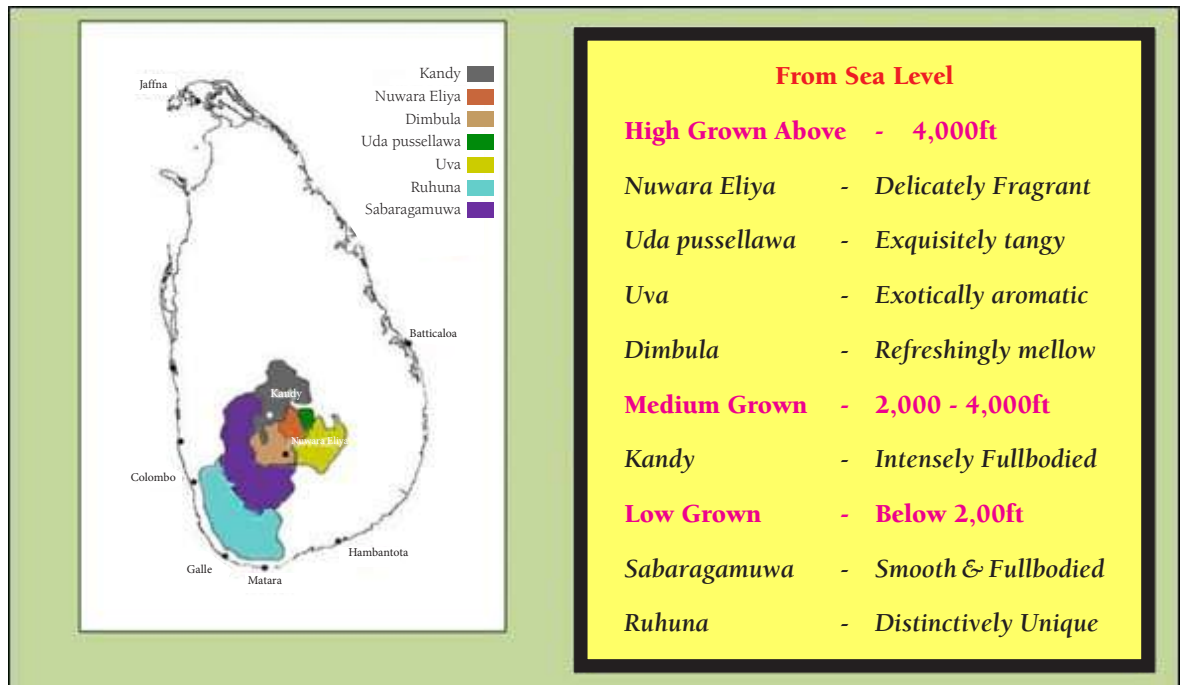 Jaffna
Kandy
Nuwara Eliya
Dimbula
Uda pussellawa
Uva
Ruhuna
Sabaragamuwa
Batticaloa
Kandy
Nuwara Eliya
Colombo
Hambantota
Galle
Matara
From Sea Level
High Grown Above - 4,000ft
Nuwara Eliya - Delicately Fragrant
Uda pussellawa - Exquisitely tangy
Uva - Exotically aromatic
Dimbula - Refreshingly mellow
Medium Grown - 2,000 - 4,000ft
Kandy - Intensely Fullbodied
Low Grown - Below 2,00ft
Sabaragamuwa - Smooth & Fullbodied
Ruhuna - Distinctively Unique